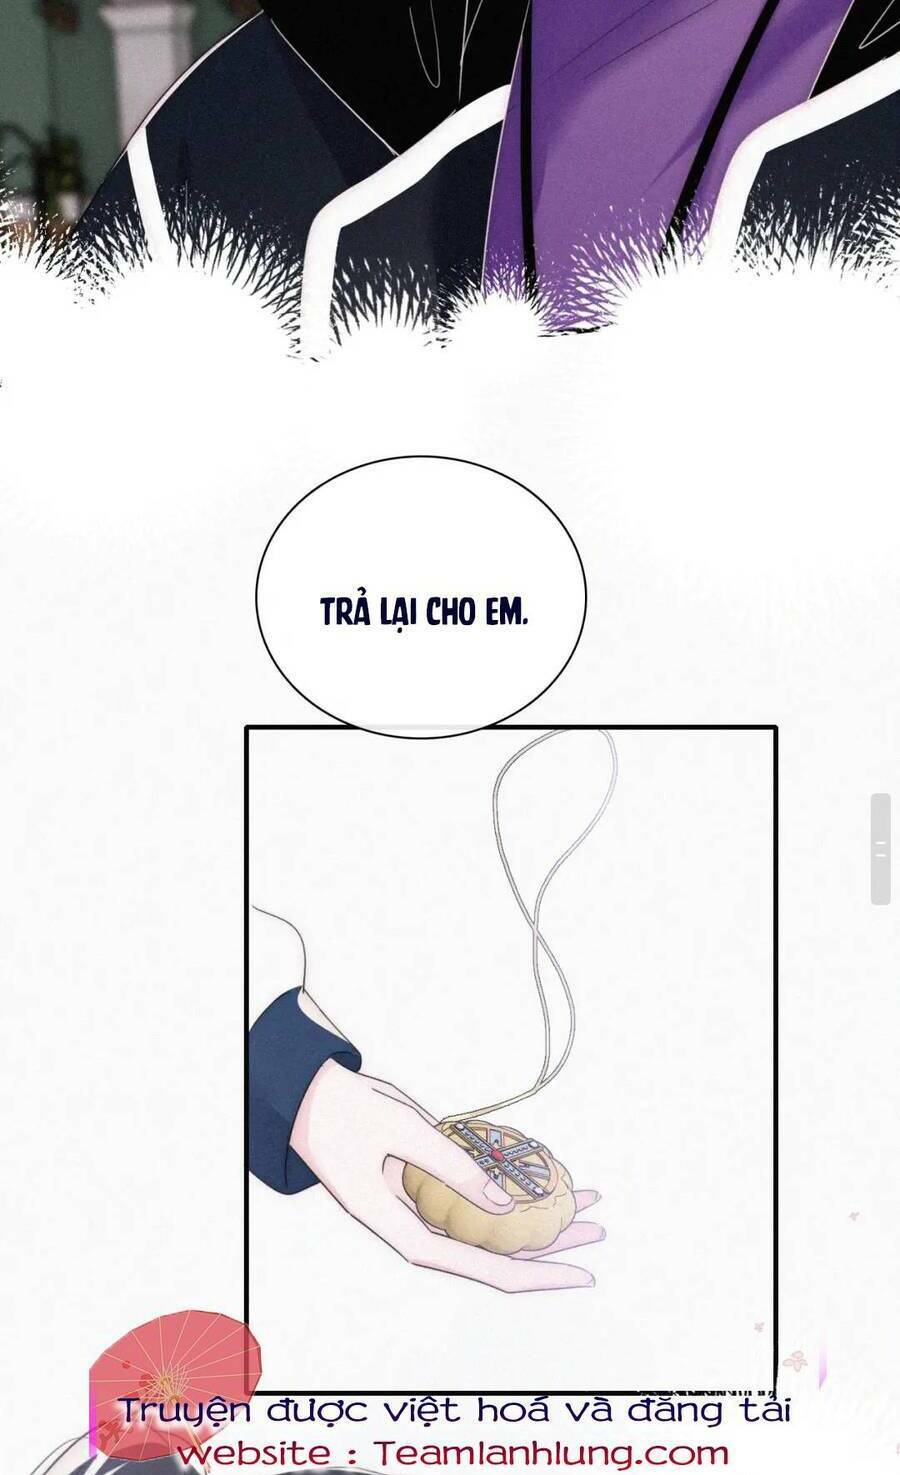 TRẢ LẠI CHO EM.
Truyện được việt hoá và đăng tải
website : Teamlanhlung.com